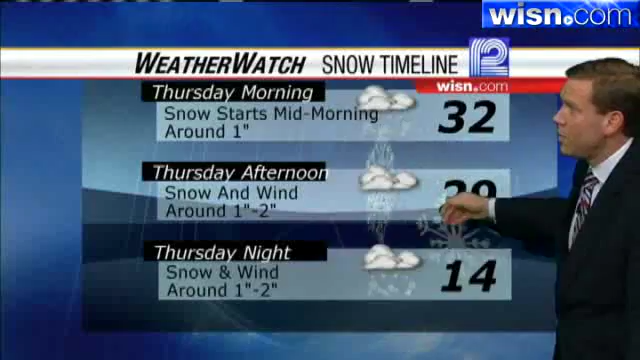 wisn.com
WEATHERWATCH SNOW TIMELINE 12
wisn.com
Thursday Morning
Snow Starts Mid-Morning
Around 1"
32
Thursday Afternoon
Snow And Wind
Around 1"-2"
Thursday Night
Snow & Wind
Around 1"-2"
14